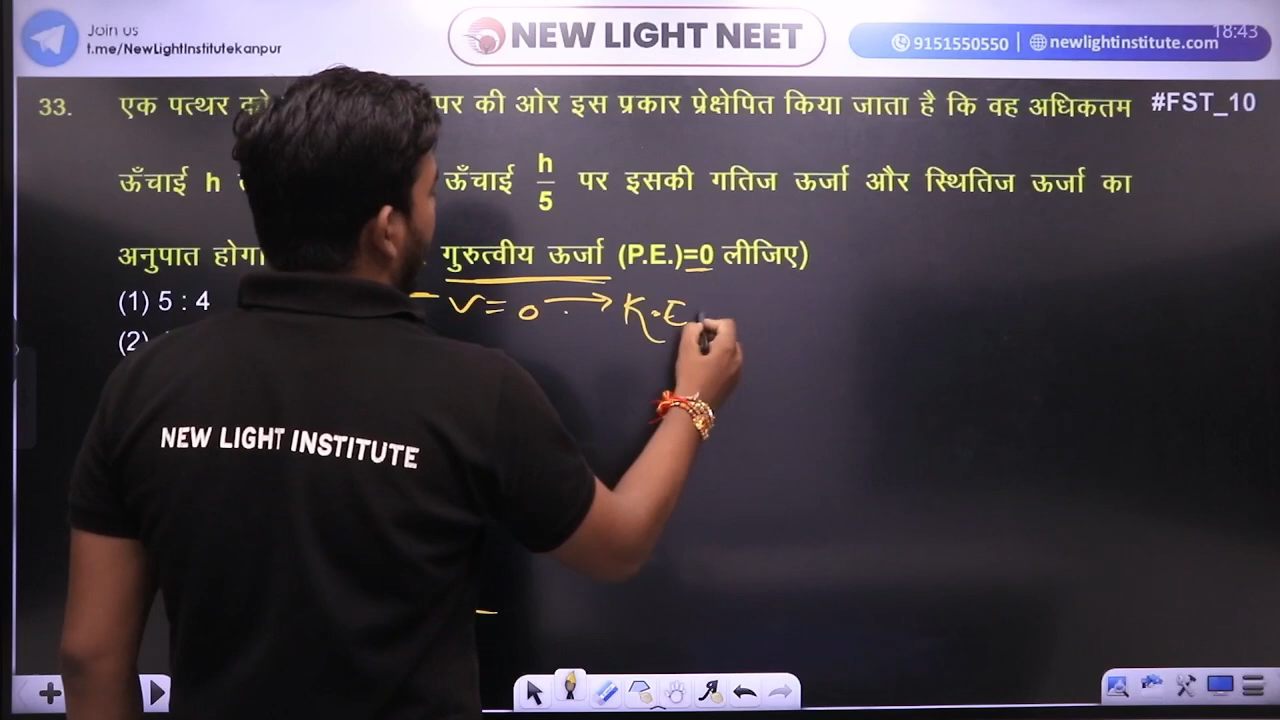 Join us
t.me/NewLightInstitutekanpur
NEW LIGHT NEET
9151550550 | newlightinstitute.com
18:43
33. एक पत्थर पर की ओर इस प्रकार प्रेक्षेपित किया जाता है कि वह अधिकतम #FST_10
ऊँचाई h ऊँचाई h/5 पर इसकी गतिज ऊर्जा और स्थितिज ऊर्जा का
अनुपात होगा गुरुत्वीय ऊर्जा (P.E.)=0 लीजिए)
(1) 5 : 4
V = 0 → K.E
(2)
NEW LIGHT INSTITUTE